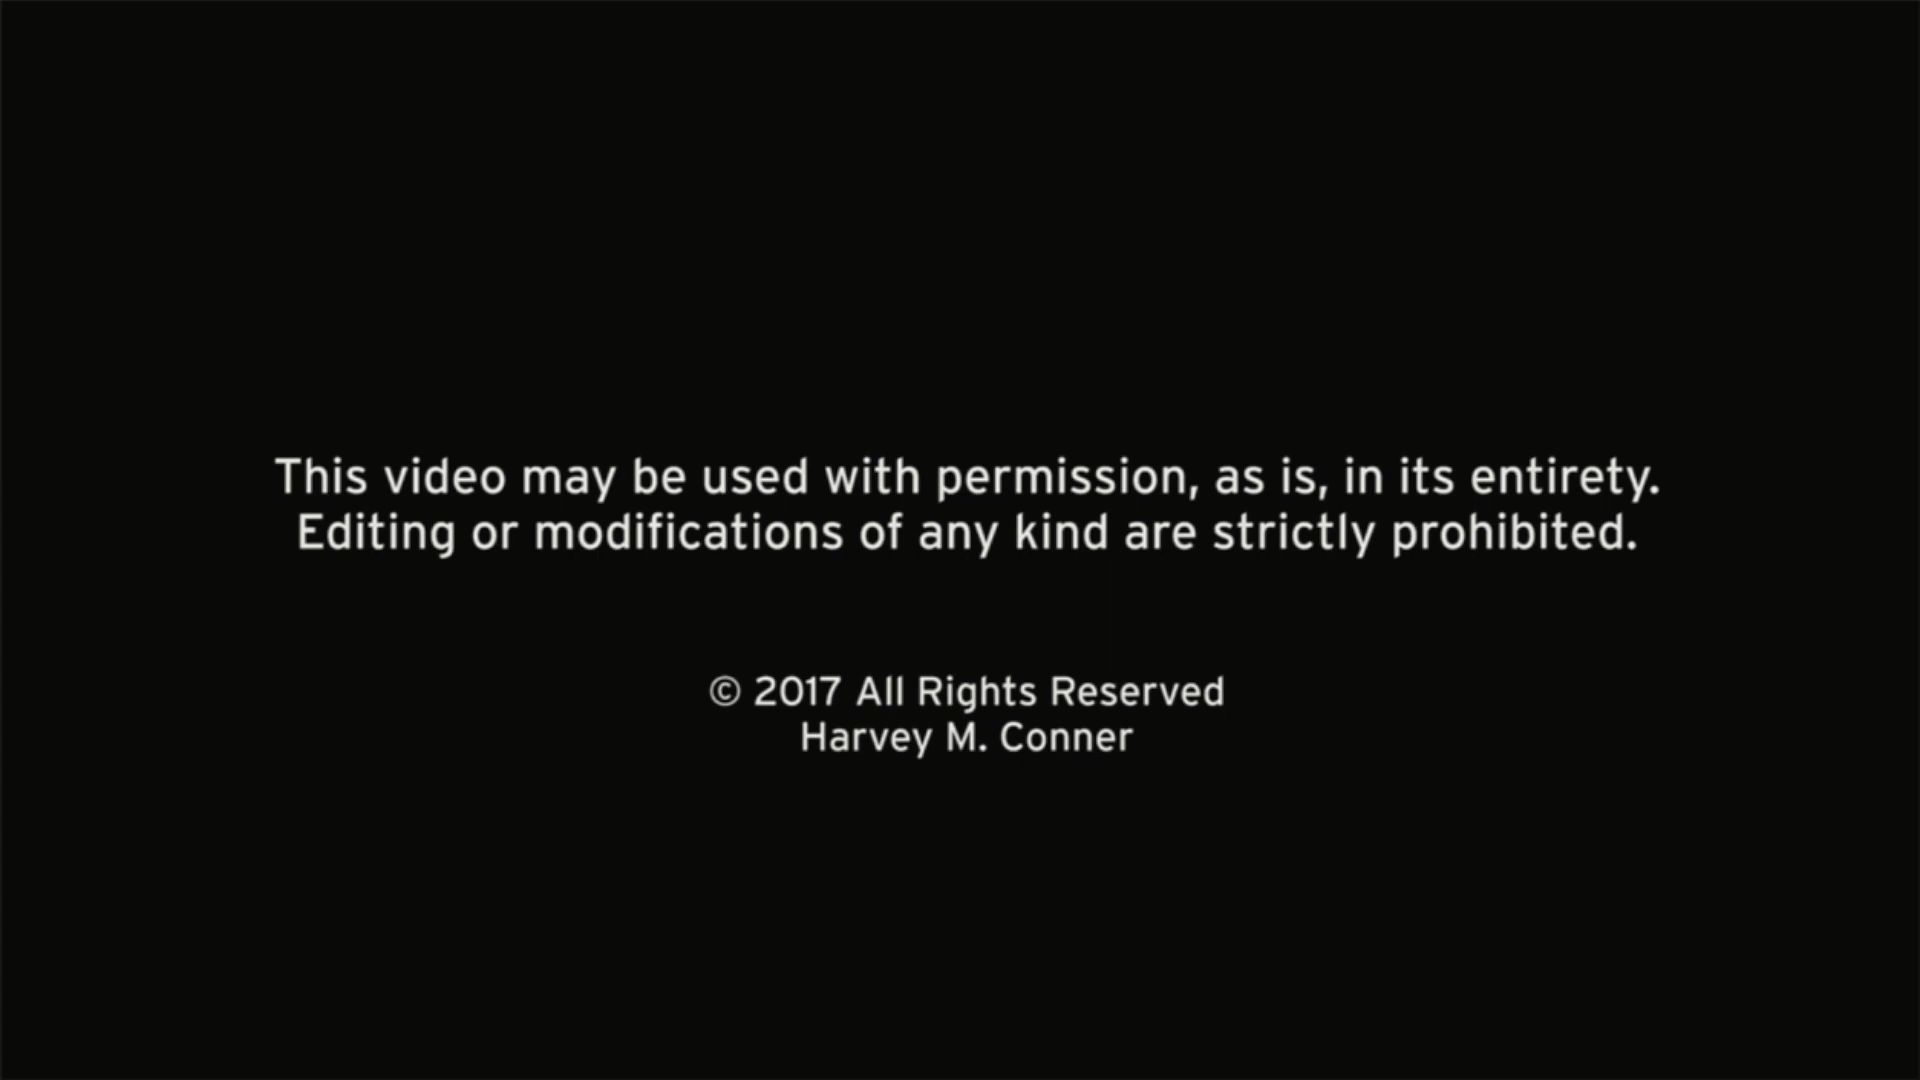 This video may be used with permission, as is, in its entirety.
Editing or modifications of any kind are strictly prohibited.
© 2017 All Rights Reserved
Harvey M. Conner